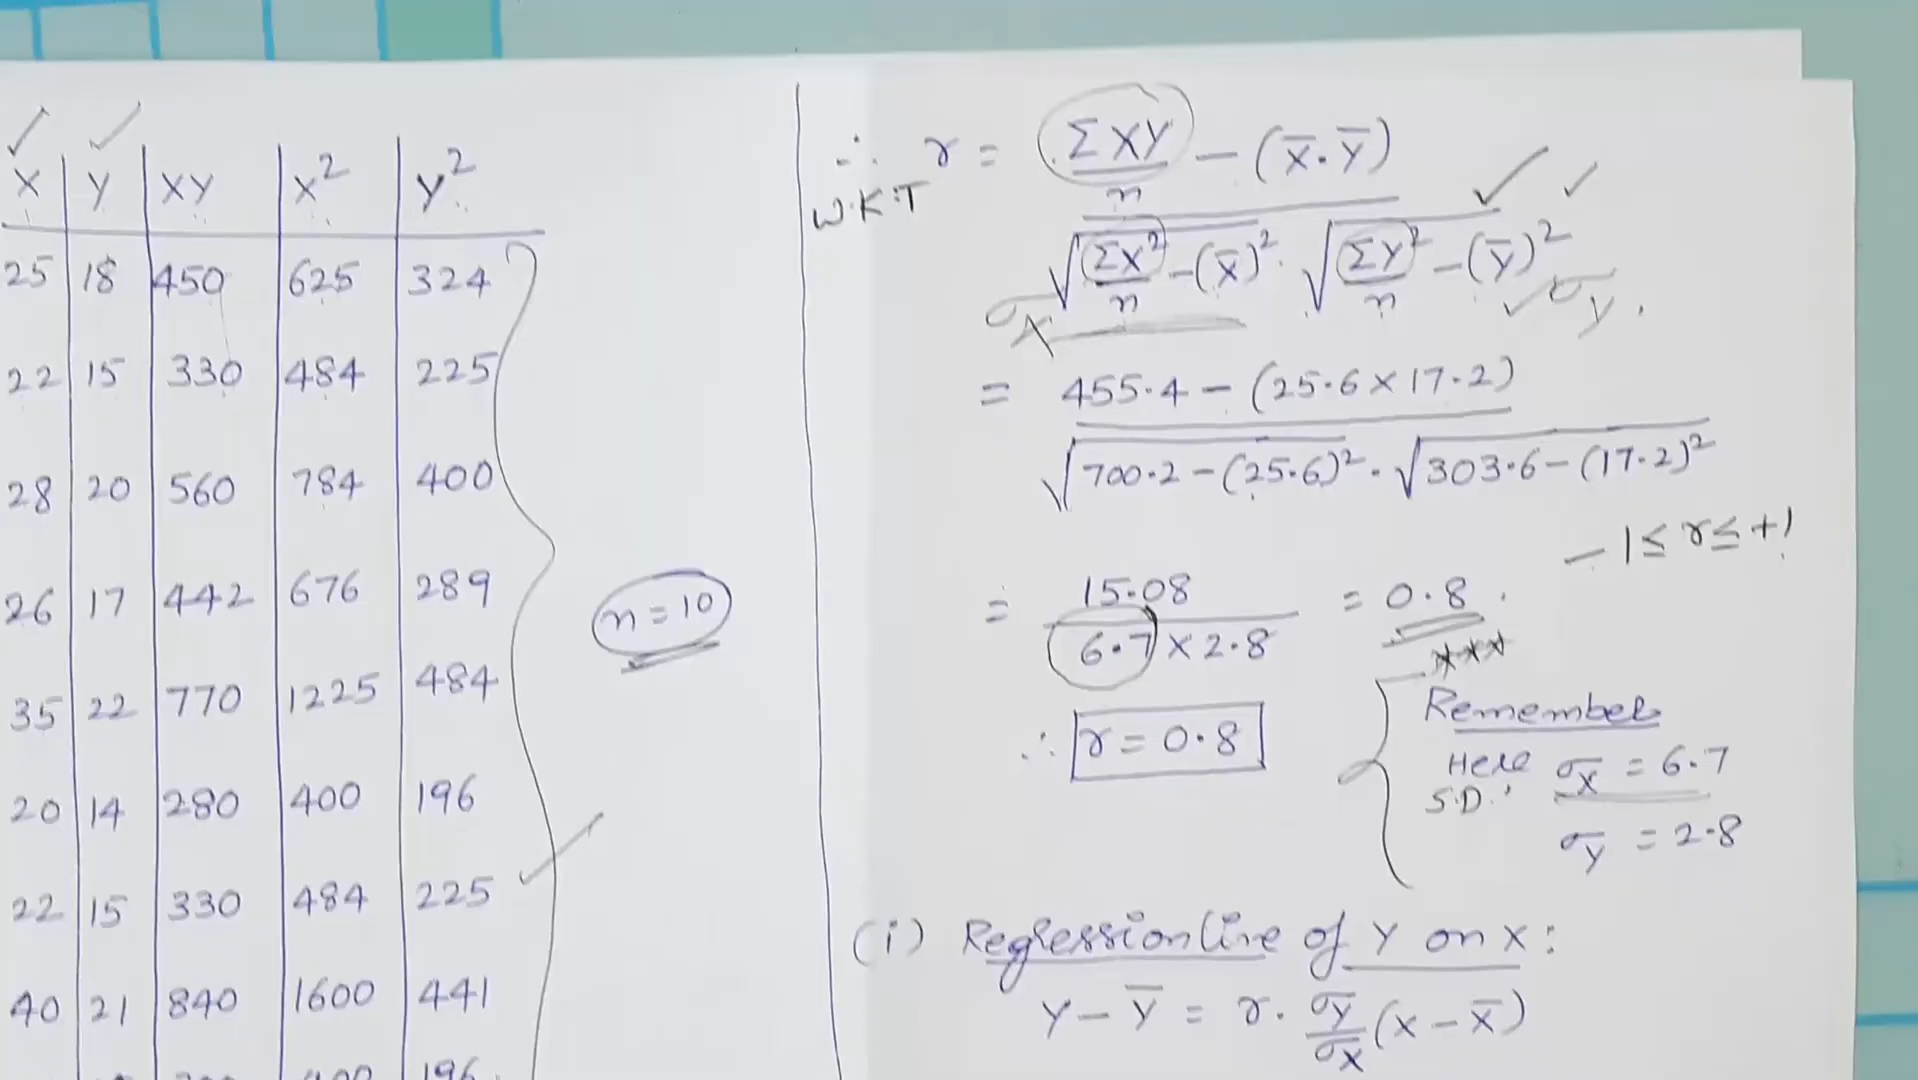 X Y XY X² Y²
25 18 450 625 324
22 15 330 484 225
28 20 560 784 400
26 17 442 676 289
35 22 770 1225 484
20 14 280 400 196
22 15 330 484 225
40 21 840 1600 441
400 196
n = 10
∴ r = ΣXY/n − (X̄.Ȳ)
W.K.T
√ΣX²/n − (X̄)² . √ΣY²/n − (Ȳ)²
σx σy .
= 455.4 − (25.6 × 17.2)
√700.2 − (25.6)² . √303.6 − (17.2)²
− 1 ≤ r ≤ +1
= 15.08 / 6.7 × 2.8 = 0.8 .
∴ r = 0.8
***
Remember
Here σx = 6.7
S.D.'
σy = 2.8
(i) Regression line of Y on X :
Y − Ȳ = r . σy/σx (X − X̄)